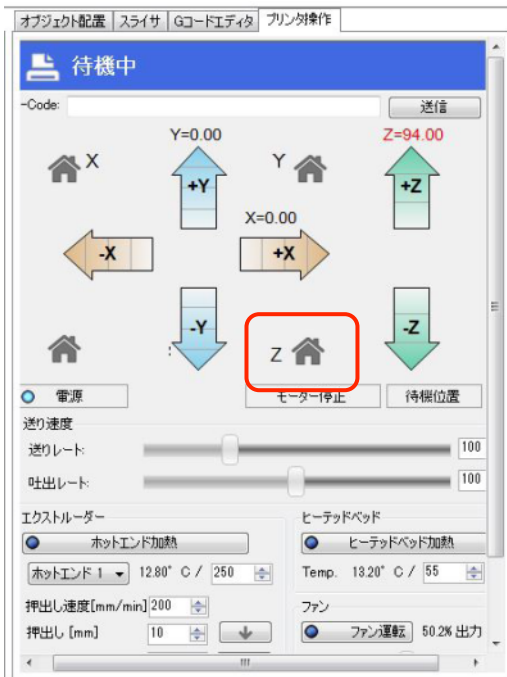 オブジェクト配置 スライサ Gコードエディタ プリンタ操作
待機中
-Code: 送信
Y=0.00 Z=94.00
X Y
+Y +Z
X=0.00
-X +X
-Y -Z
Z
電源 モーター停止 待機位置
送り速度
送りレート: 100
吐出レート: 100
エクストルーダー ヒーテッドベッド
ホットエンド加熱 ヒーテッドベッド加熱
ホットエンド 1 12.80° C / 250 Temp. 13.20° C / 55
押出し速度[mm/min] 200 ファン
押出し [mm] 10 ファン運転 50.2% 出力